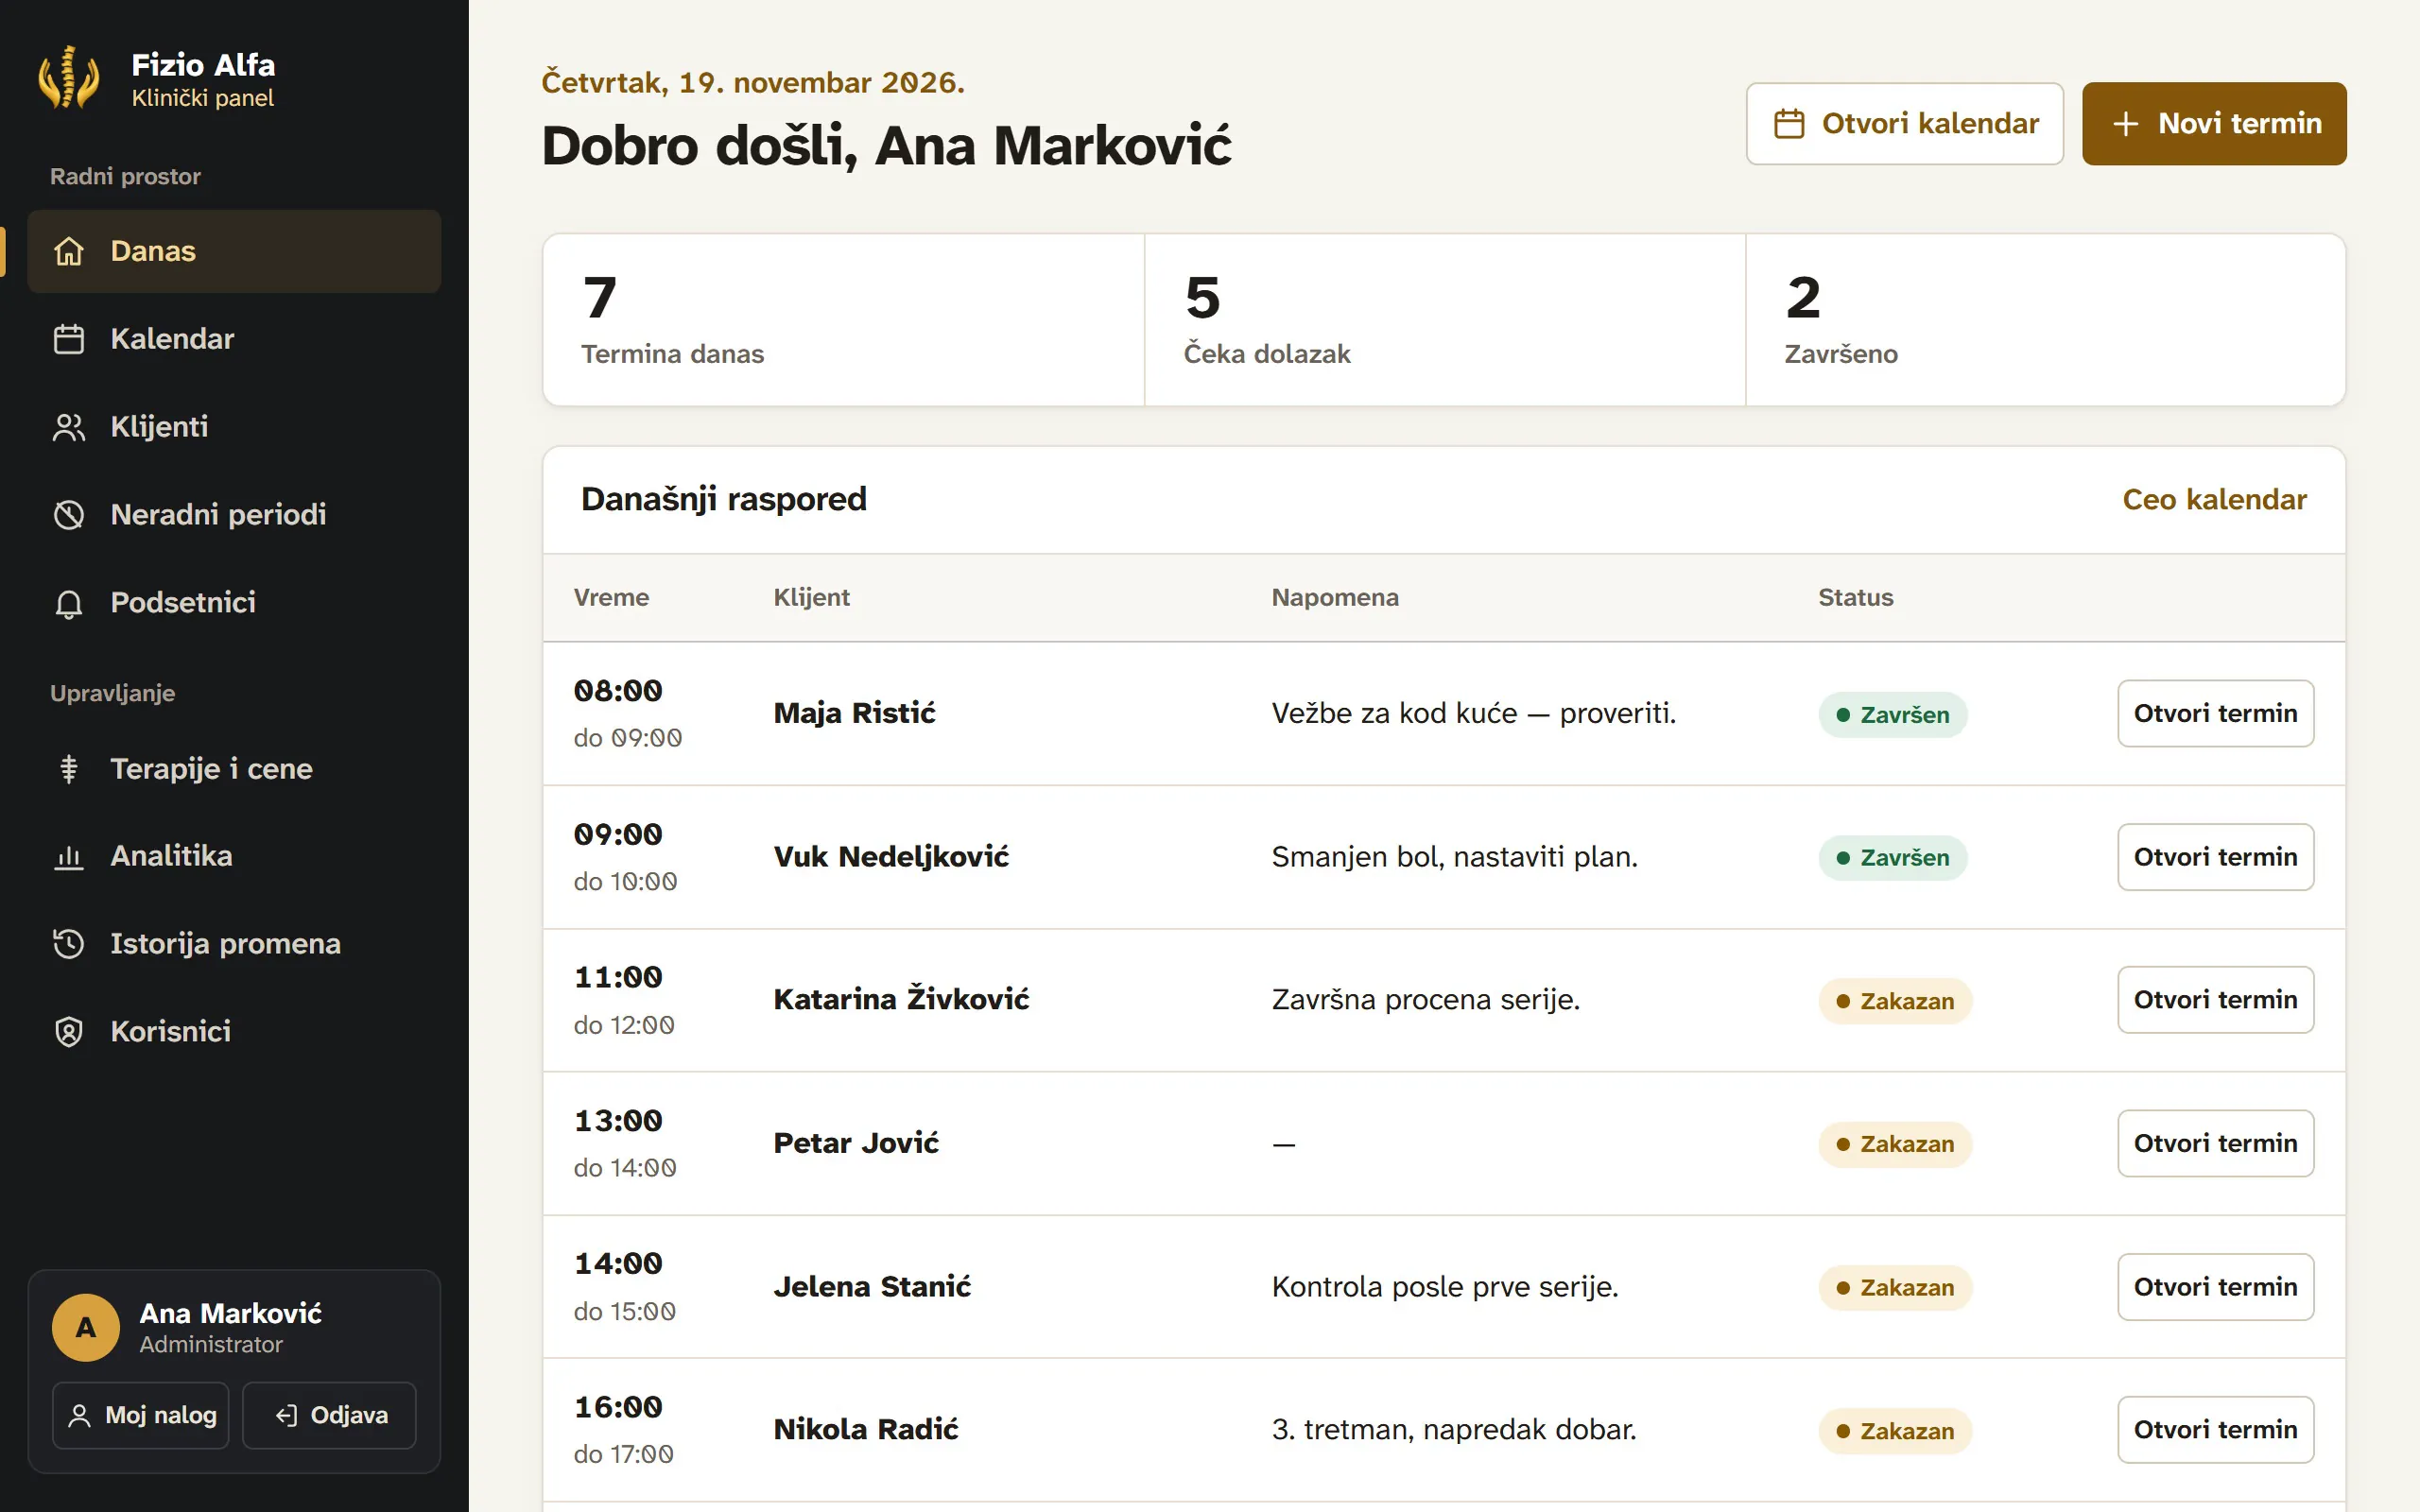 Fizio Alfa
Klinički panel
Radni prostor
Danas
Kalendar
Klijenti
Neradni periodi
Podsetnici
Upravljanje
Terapije i cene
Analitika
Istorija promena
Korisnici
A
Ana Marković
Administrator
Moj nalog
Odjava
Četvrtak, 19. novembar 2026.
Dobro došli, Ana Marković
Otvori kalendar
Novi termin
7
Termina danas
5
Čeka dolazak
2
Završeno
Današnji raspored
Ceo kalendar
Vreme Klijent Napomena Status
08:00
do 09:00
Maja Ristić
Vežbe za kod kuće — proveriti.
Završen
Otvori termin
09:00
do 10:00
Vuk Nedeljković
Smanjen bol, nastaviti plan.
Završen
Otvori termin
11:00
do 12:00
Katarina Živković
Završna procena serije.
Zakazan
Otvori termin
13:00
do 14:00
Petar Jović
—
Zakazan
Otvori termin
14:00
do 15:00
Jelena Stanić
Kontrola posle prve serije.
Zakazan
Otvori termin
16:00
do 17:00
Nikola Radić
3. tretman, napredak dobar.
Zakazan
Otvori termin